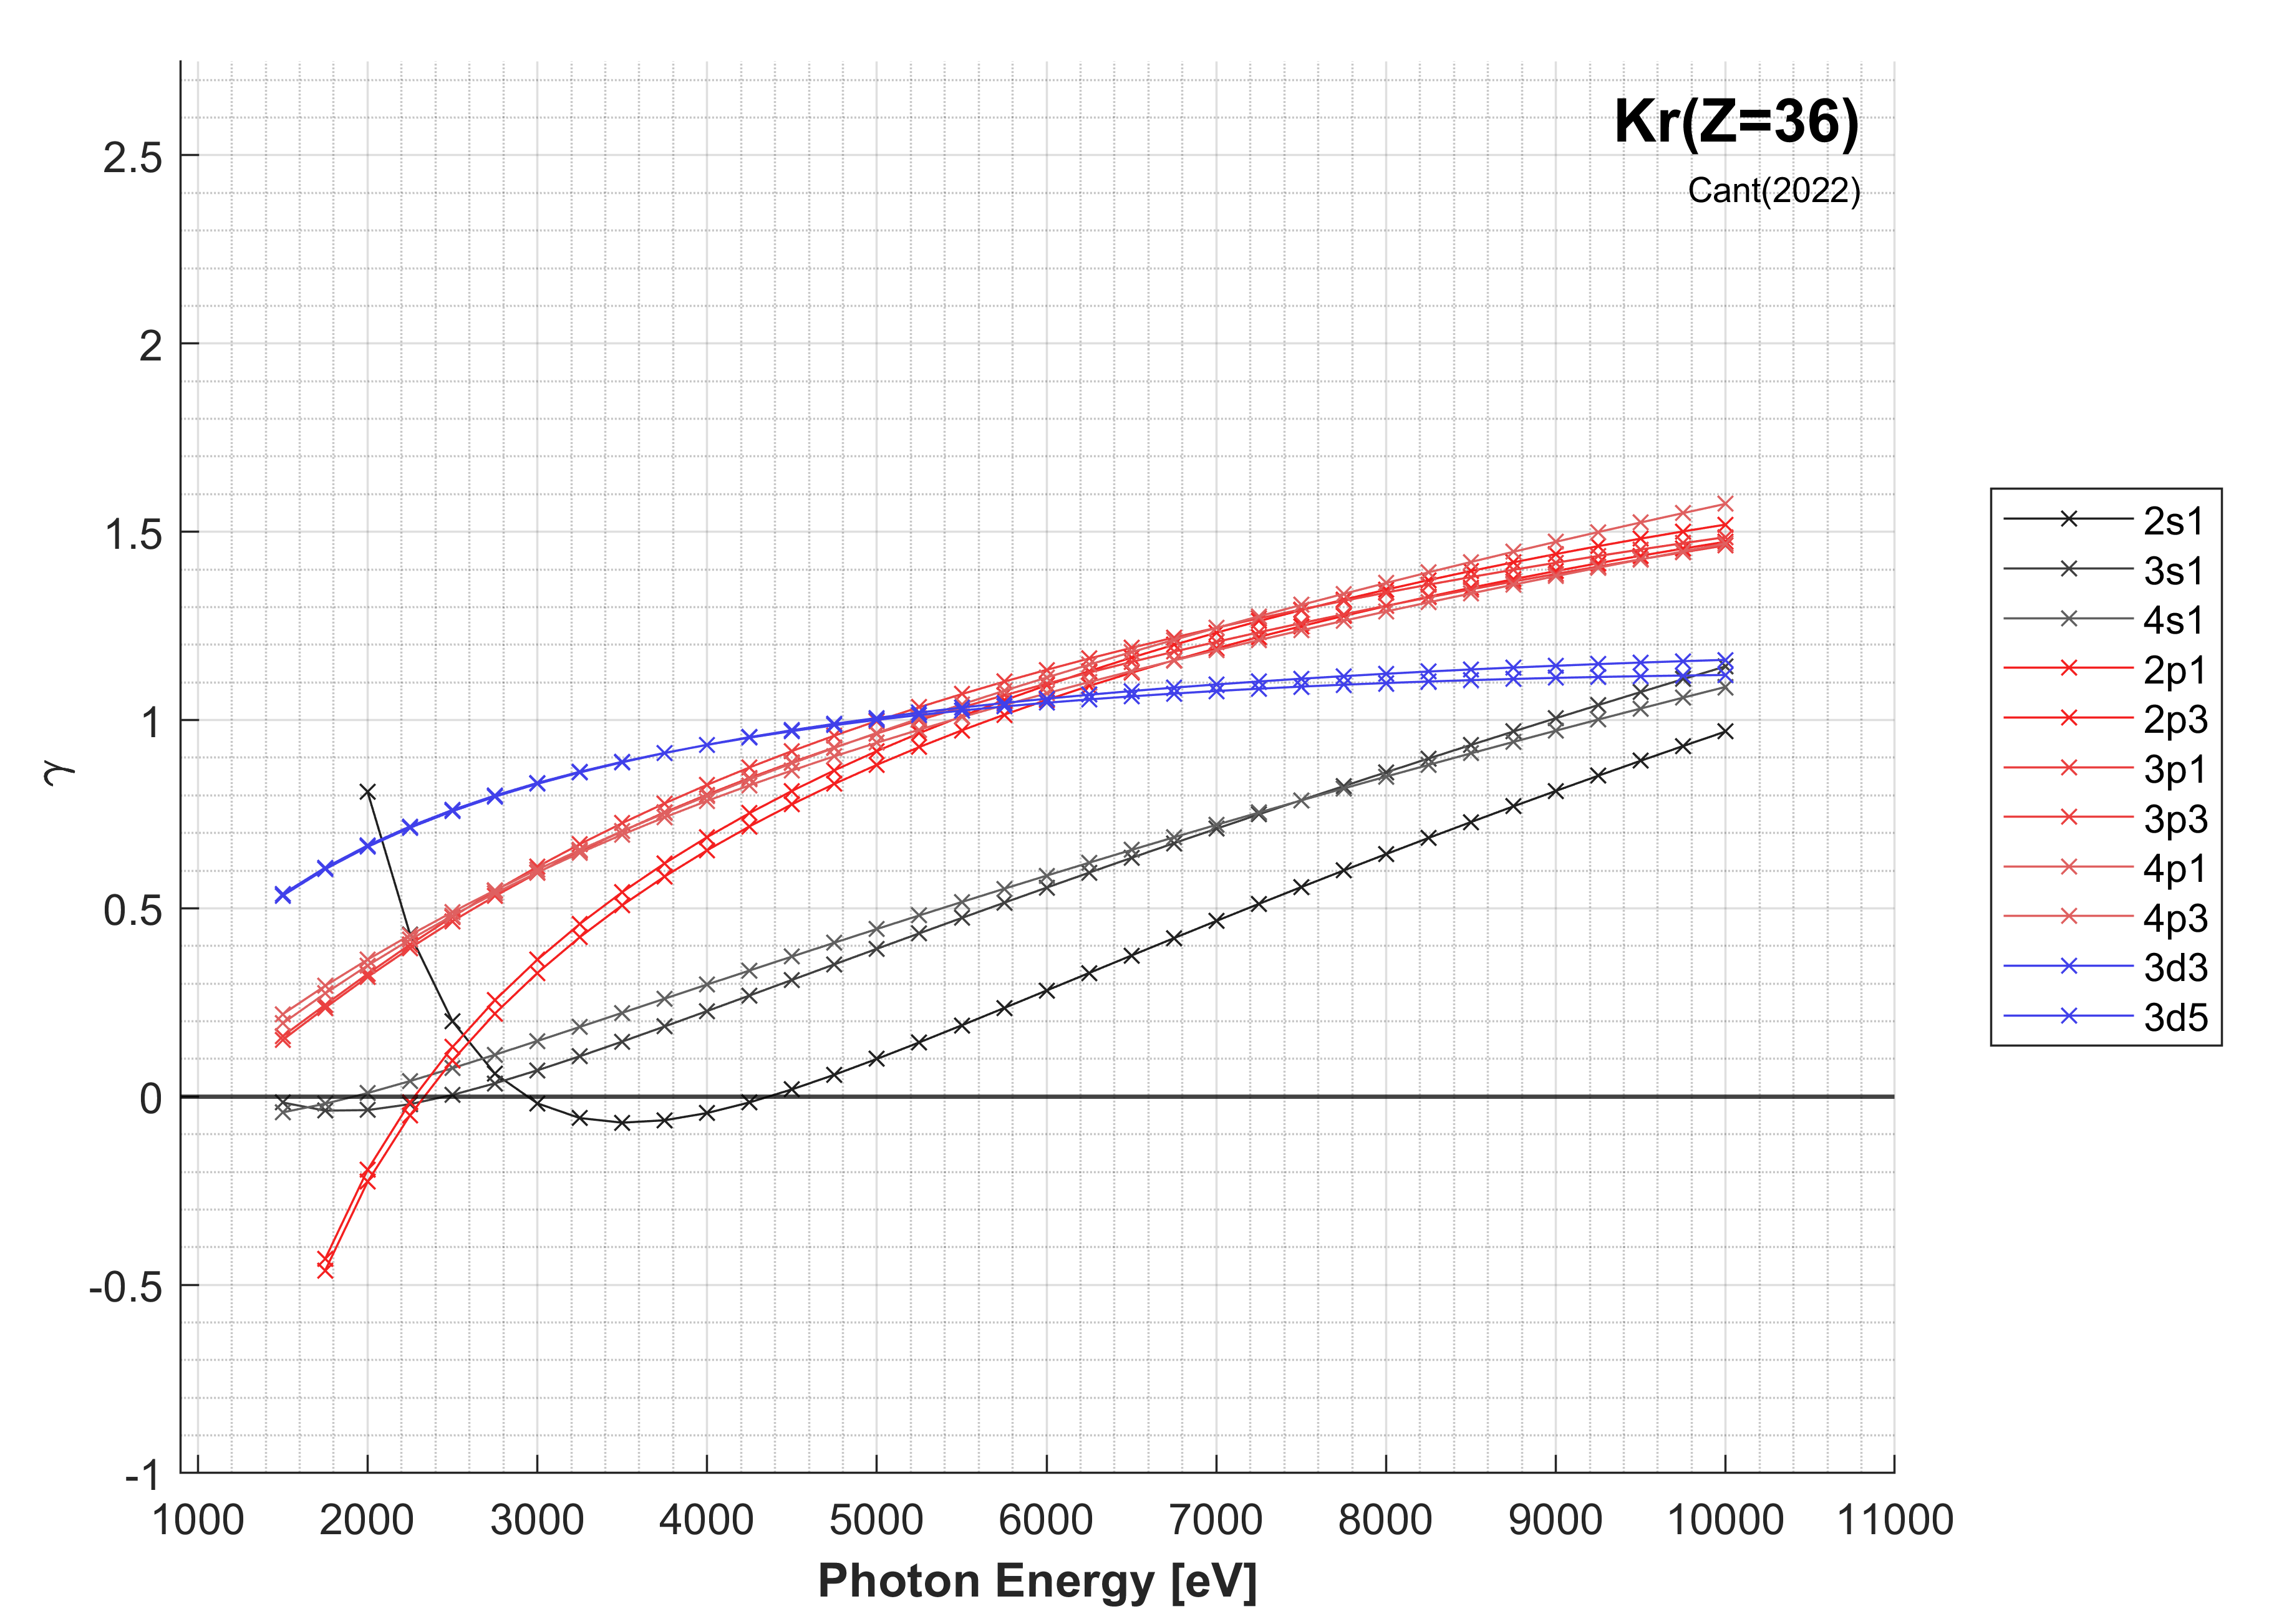 Kr(Z=36)
Cant(2022)
2.5
2
1.5
1
0.5
0
-0.5
-1
γ
1000 2000 3000 4000 5000 6000 7000 8000 9000 10000 11000
Photon Energy [eV]
2s1
3s1
4s1
2p1
2p3
3p1
3p3
4p1
4p3
3d3
3d5